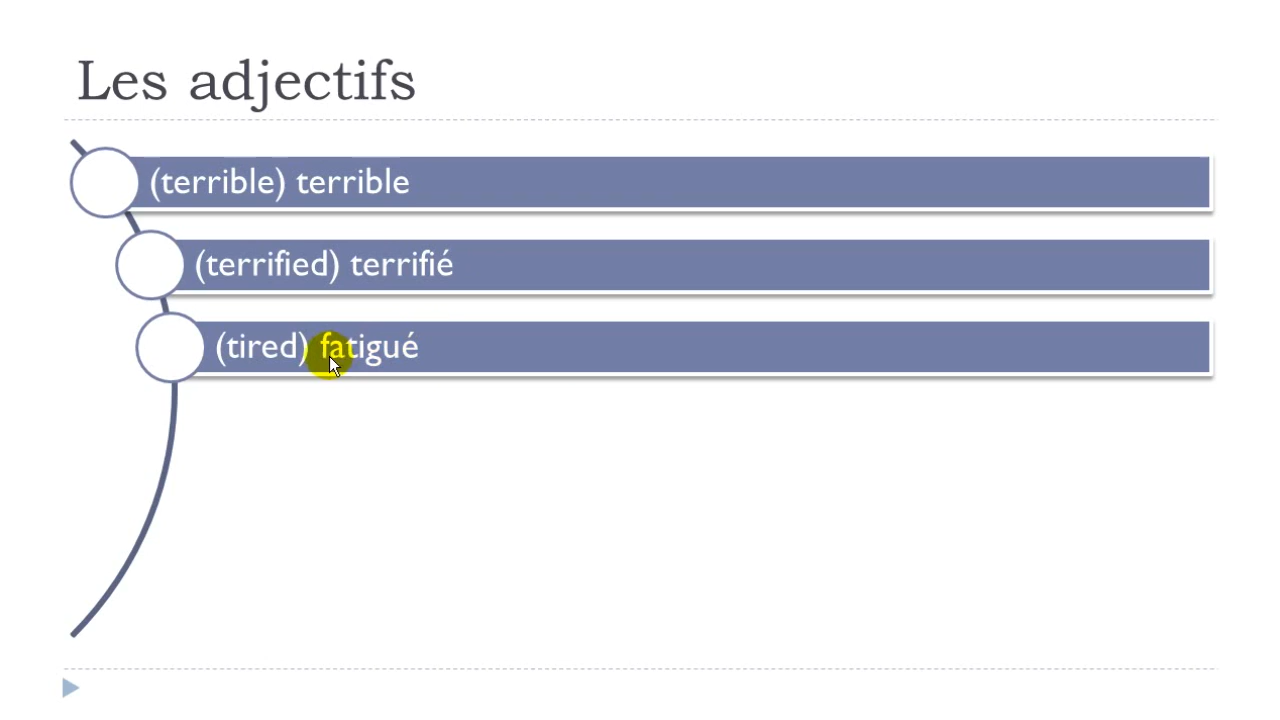 Les adjectifs
(terrible) terrible
(terrified) terrifié
(tired) fatigué